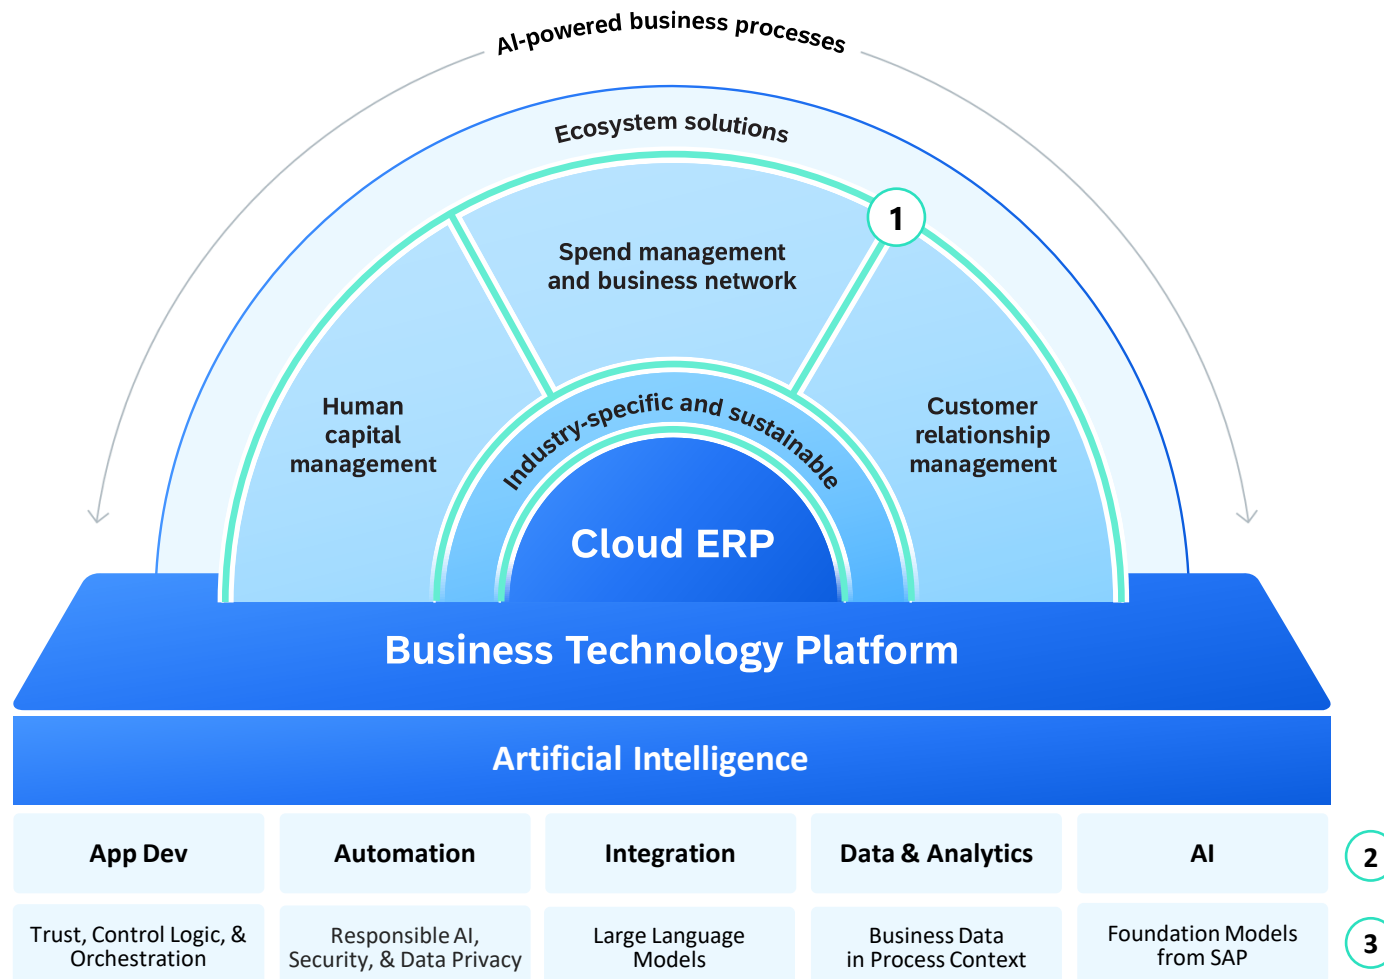 AI-powered business processes
Ecosystem solutions
1
Spend management
and business network
Human
capital
management
Industry-specific and sustainable
Customer
relationship
management
Cloud ERP
Business Technology Platform
Artificial Intelligence
App Dev
Automation
Integration
Data & Analytics
AI
2
Trust, Control Logic, &
Orchestration
Responsible AI,
Security, & Data Privacy
Large Language
Models
Business Data
in Process Context
Foundation Models
from SAP
3